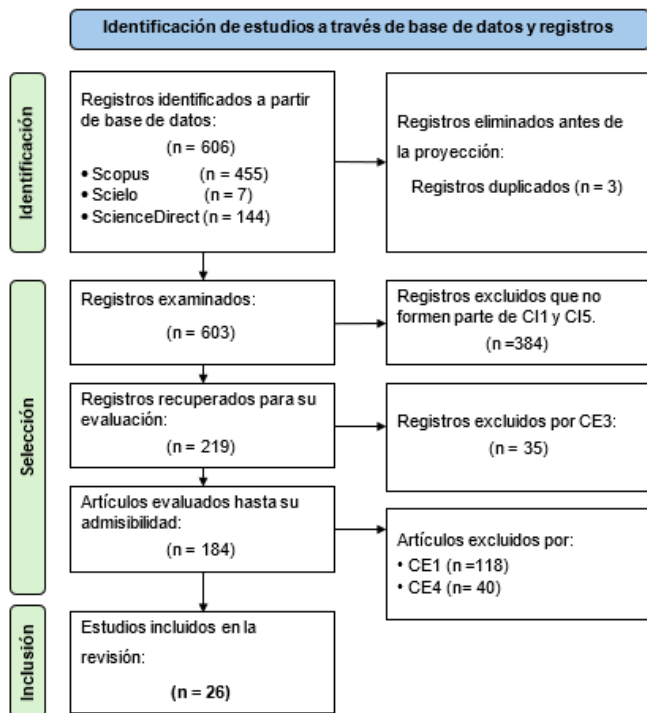 Identificación de estudios a través de base de datos y registros
Identificación
Registros identificados a partir
de base de datos:
(n = 606)
• Scopus (n = 455)
• Scielo (n = 7)
• ScienceDirect (n = 144)
Registros eliminados antes de
la proyección:
Registros duplicados (n = 3)
Selección
Registros examinados:
(n = 603)
Registros excluidos que no
formen parte de CI1 y CI5.
(n =384)
Registros recuperados para su
evaluación:
(n = 219)
Registros excluidos por CE3:
(n = 35)
Artículos evaluados hasta su
admisibilidad:
(n = 184)
Artículos excluidos por:
• CE1 (n =118)
• CE4 (n= 40)
Inclusión
Estudios incluidos en la
revisión:
(n = 26)